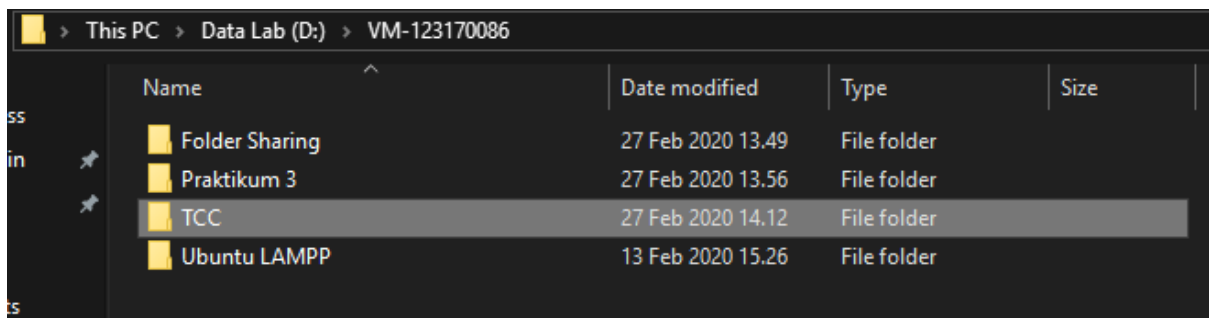 This PC > Data Lab (D:) > VM-123170086
Name Date modified Type Size
ss
Folder Sharing 27 Feb 2020 13.49 File folder
in
Praktikum 3 27 Feb 2020 13.56 File folder
TCC 27 Feb 2020 14.12 File folder
Ubuntu LAMPP 13 Feb 2020 15.26 File folder
ts